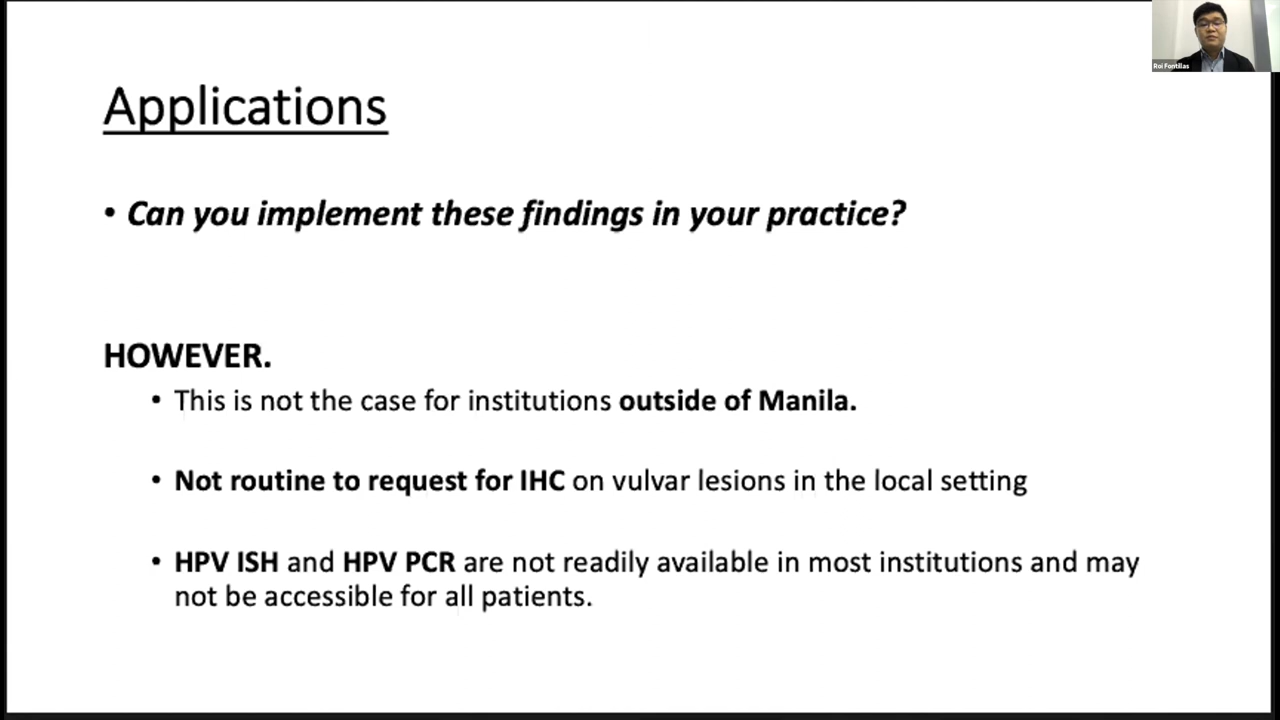 Roi Fontillas
Applications
• Can you implement these findings in your practice?
HOWEVER.
• This is not the case for institutions outside of Manila.
• Not routine to request for IHC on vulvar lesions in the local setting
• HPV ISH and HPV PCR are not readily available in most institutions and may
not be accessible for all patients.